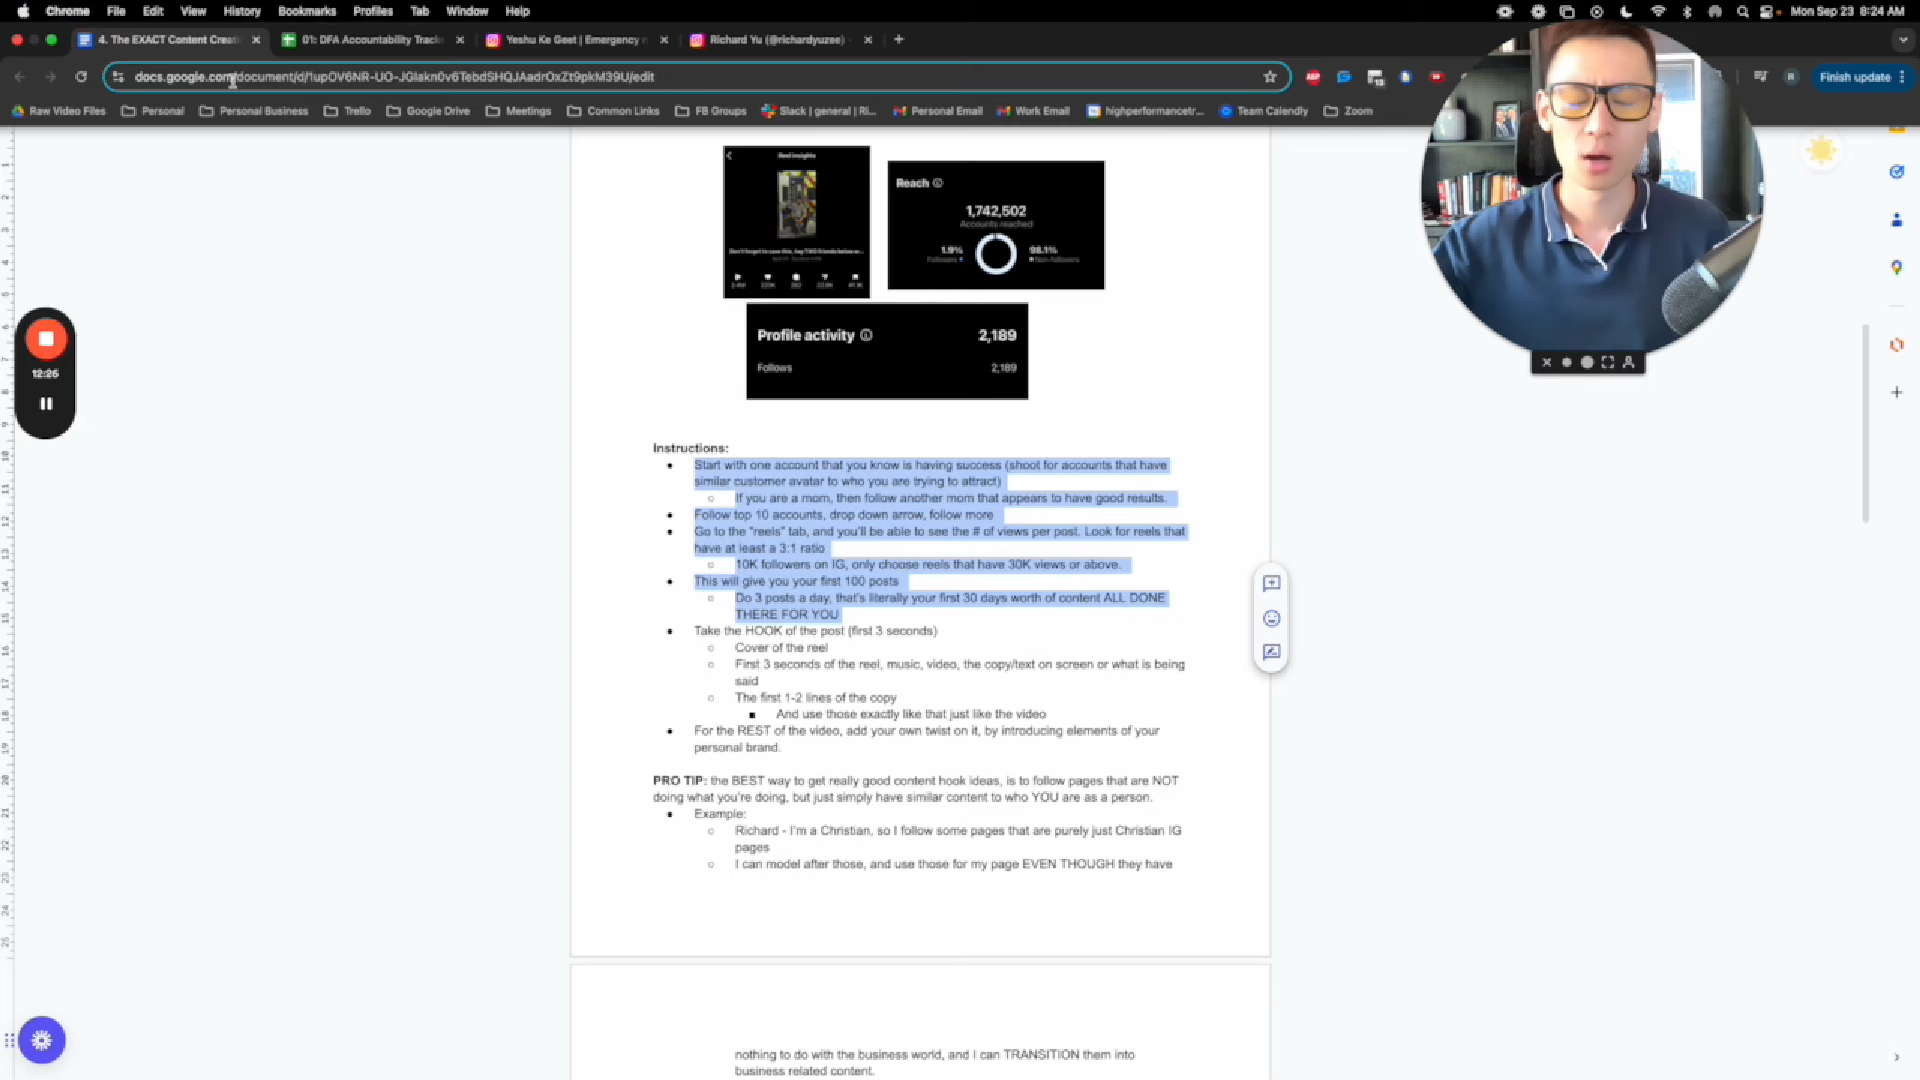 Chrome File Edit View History Bookmarks Profiles Tab Window Help
Mon Sep 23 8:24 AM
4. The EXACT Content Creati
01: DFA Accountability Track
Yeshu Ke Geet | Emergency
Richard Yu (@richardyuzee)
docs.google.com/document/d/1upOV6NR-UO-JGlakn0v6TebdSHQJAadrOxZt9pkM39U/edit
Finish update
Raw Video Files Personal Personal Business Trello Google Drive Meetings Common Links FB Groups Slack | general | Ri... Personal Email Work Email highperformancetr... Team Calendly Zoom
Reel insights
Reach
1,742,502
Accounts reached
1.9%
Followers
98.1%
Non-followers
Profile activity 2,189
Follows 2,189
12:26
Instructions:
Start with one account that you know is having success (shoot for accounts that have
similar customer avatar to who you are trying to attract)
If you are a mom, then follow another mom that appears to have good results.
Follow top 10 accounts, drop down arrow, follow more
Go to the "reels" tab, and you'll be able to see the # of views per post. Look for reels that
have at least a 3:1 ratio
10K followers on IG, only choose reels that have 30K views or above.
This will give you your first 100 posts
Do 3 posts a day, that's literally your first 30 days worth of content ALL DONE
THERE FOR YOU
Take the HOOK of the post (first 3 seconds)
Cover of the reel
First 3 seconds of the reel, music, video, the copy/text on screen or what is being
said
The first 1-2 lines of the copy
And use those exactly like that just like the video
For the REST of the video, add your own twist on it, by introducing elements of your
personal brand.
PRO TIP: the BEST way to get really good content hook ideas, is to follow pages that are NOT
doing what you're doing, but just simply have similar content to who YOU are as a person.
Example:
Richard - I'm a Christian, so I follow some pages that are purely just Christian IG
pages
I can model after those, and use those for my page EVEN THOUGH they have
nothing to do with the business world, and I can TRANSITION them into
business related content.